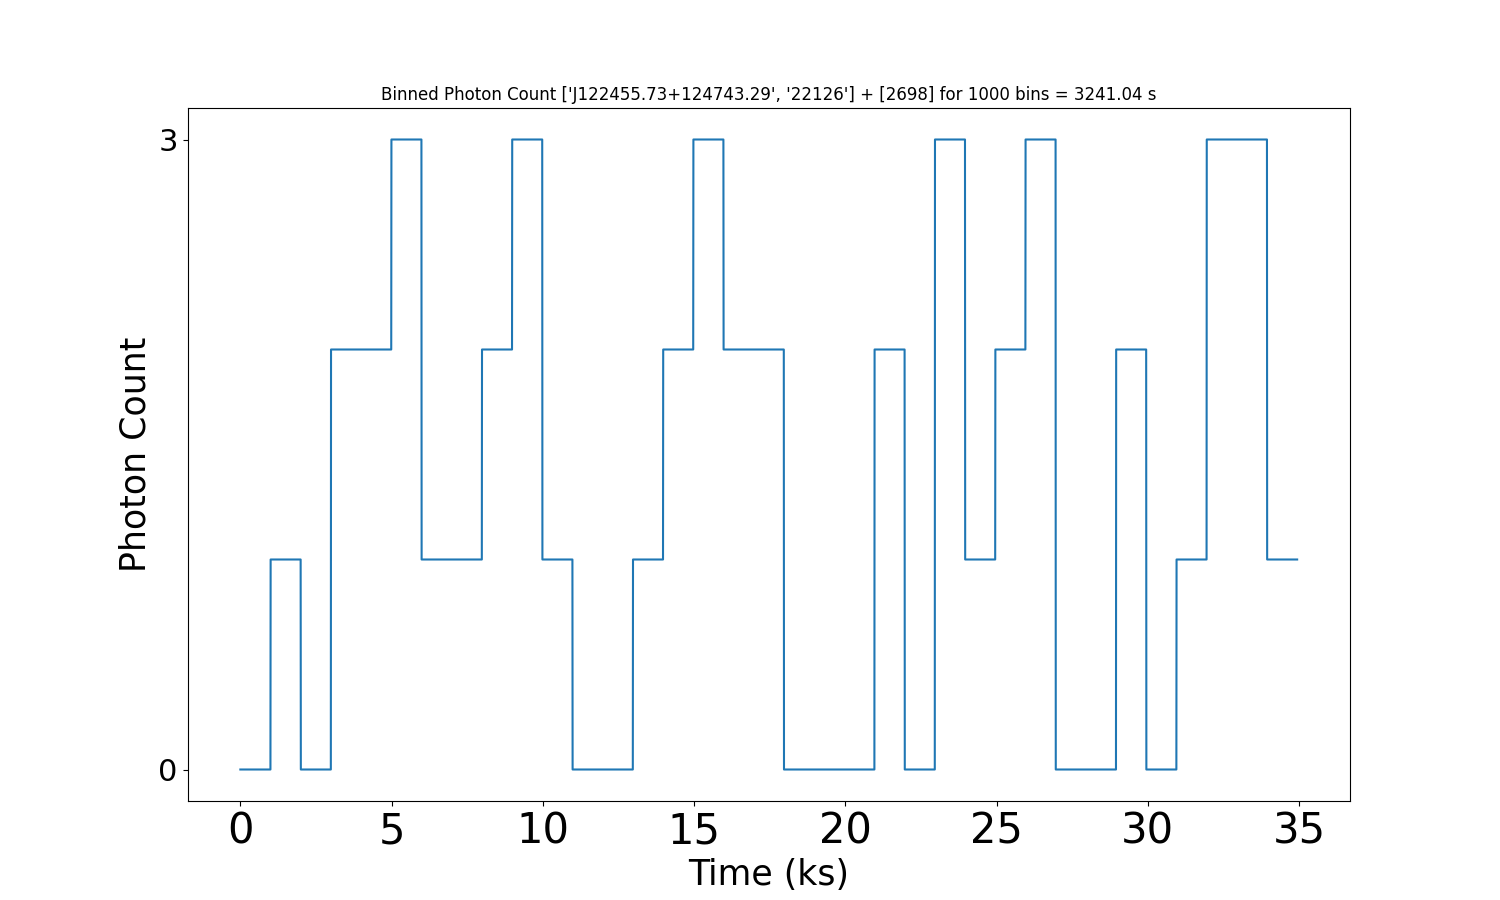 Binned Photon Count ['J122455.73+124743.29', '22126'] + [2698] for 1000 bins = 3241.04 s
3
Photon Count
0
0 5 10 15 20 25 30 35
Time (ks)